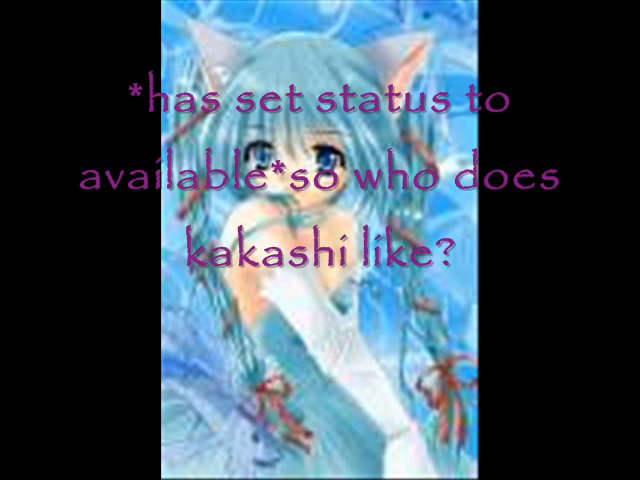 *has set status to
available*so who does
kakashi like?